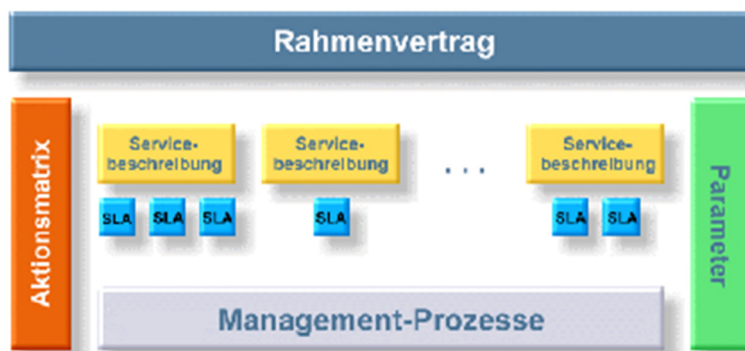 Rahmenvertrag
Aktionsmatrix
Service-
beschreibung
Service-
beschreibung
...
Service-
beschreibung
SLA
SLA
SLA
SLA
SLA
SLA
Parameter
Management-Prozesse